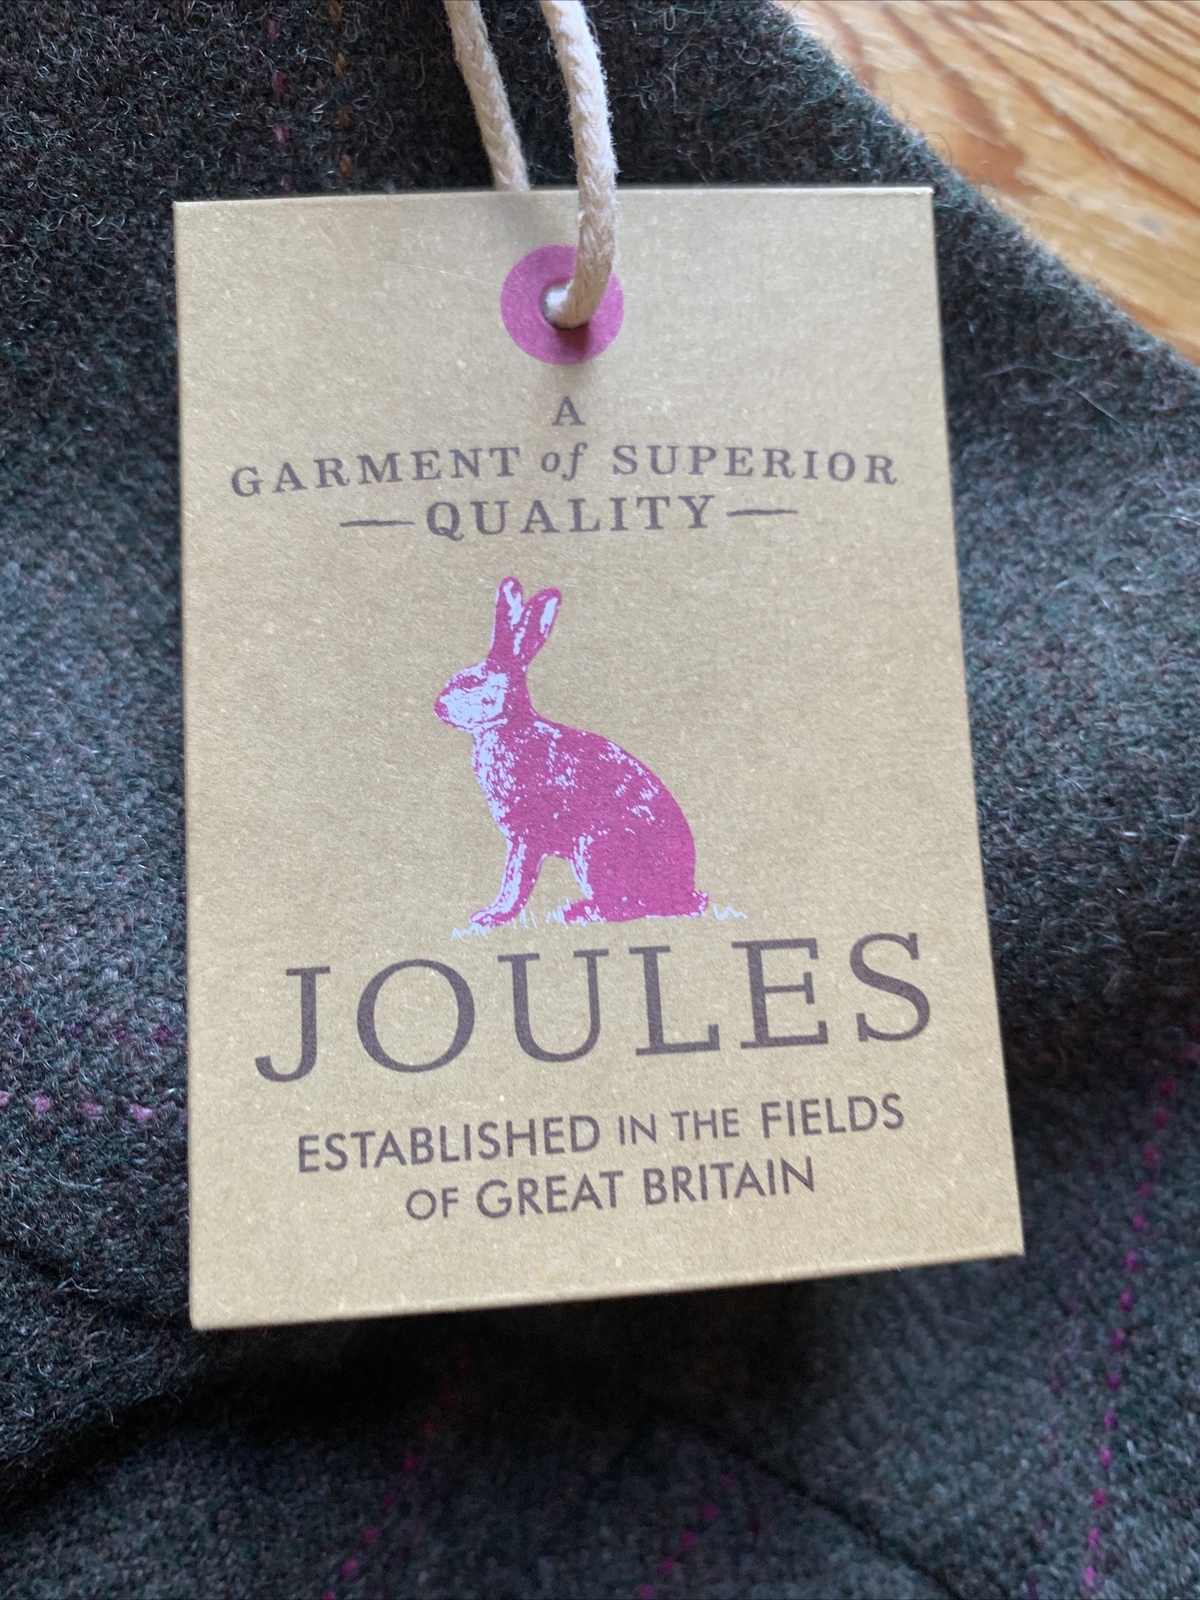 A
GARMENT of SUPERIOR
QUALITY
JOULES
ESTABLISHED IN THE FIELDS
OF GREAT BRITAIN